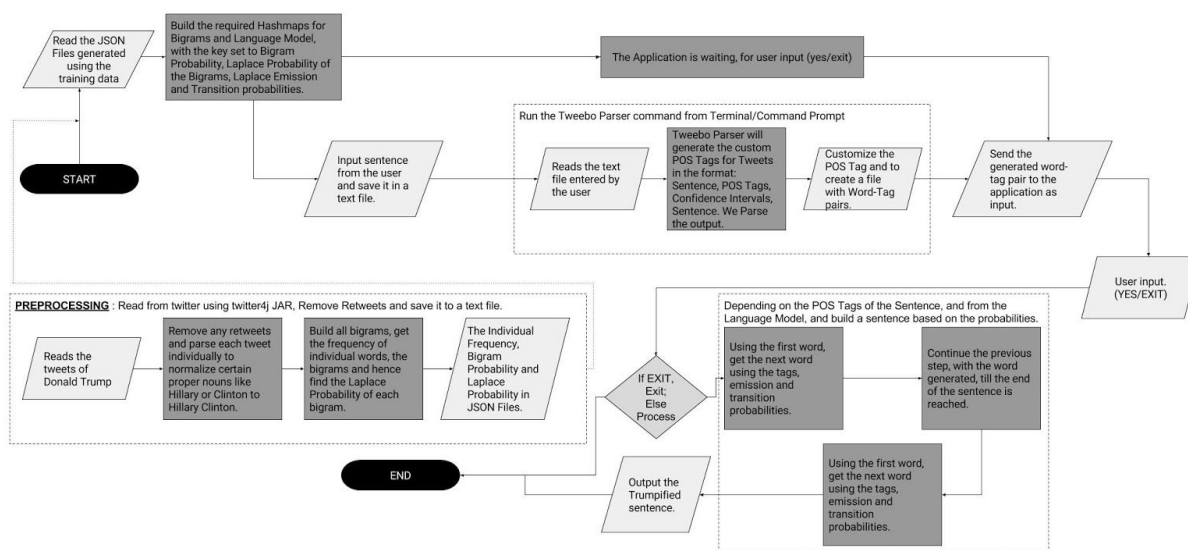 Read the JSON
Files generated
using the
training data
Build the required Hashmaps for
Bigrams and Language Model,
with the key set to Bigram
Probability, Laplace Probability of
the Bigrams, Laplace Emission
and Transition probabilities.
The Application is waiting, for user input (yes/exit)
START
Input sentence
from the user
and save it in a
text file.
Run the Tweebo Parser command from Terminal/Command Prompt
Reads the text
file entered by
the user
Tweebo Parser will
generate the custom
POS Tags for Tweets
in the format:
Sentence, POS Tags,
Confidence Intervals,
Sentence. We Parse
the output.
Customize the
POS Tag and to
create a file
with Word-Tag
pairs.
Send the
generated word-
tag pair to the
application as
input.
User input.
(YES/EXIT)
PREPROCESSING : Read from twitter using twitter4j JAR, Remove Retweets and save it to a text file.
Reads the
tweets of
Donald Trump
Remove any retweets
and parse each tweet
individually to
normalize certain
proper nouns like
Hillary or Clinton to
Hillary Clinton.
Build all bigrams, get
the frequency of
individual words, the
bigrams and hence
find the Laplace
Probability of each
bigram.
The Individual
Frequency,
Bigram
Probability and
Laplace
Probability in
JSON Files.
If EXIT,
Exit;
Else
Process
Depending on the POS Tags of the Sentence, and from the
Language Model, and build a sentence based on the probabilities.
Using the first word,
get the next word
using the tags,
emission and
transition
probabilities.
Continue the previous
step, with the word
generated, till the end
of the sentence is
reached.
Using the first word,
get the next word
using the tags,
emission and
transition
probabilities.
Output the
Trumpified
sentence.
END